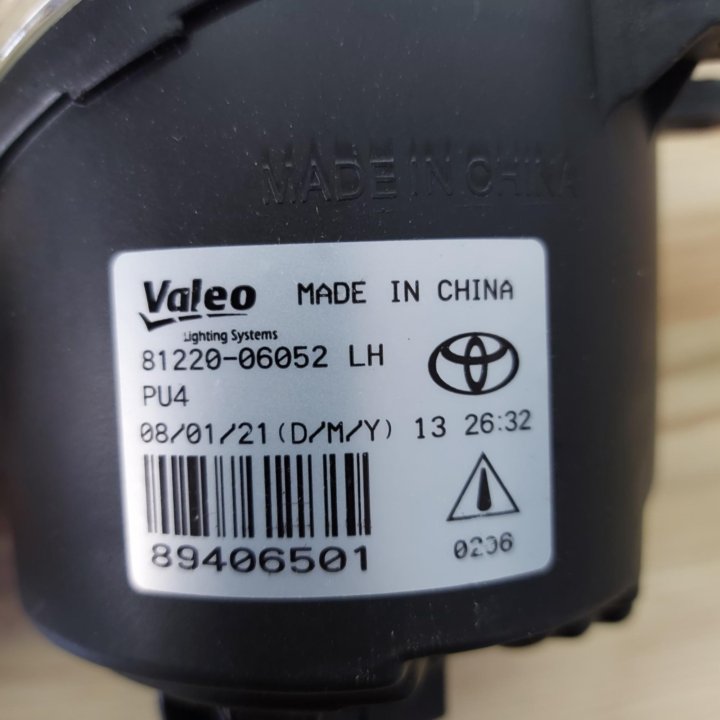 MADE IN CHINA
Valeo MADE IN CHINA
Lighting Systems
81220-06052 LH
PU4
08/01/21(D/M/Y) 13 26:32
89406501
0206